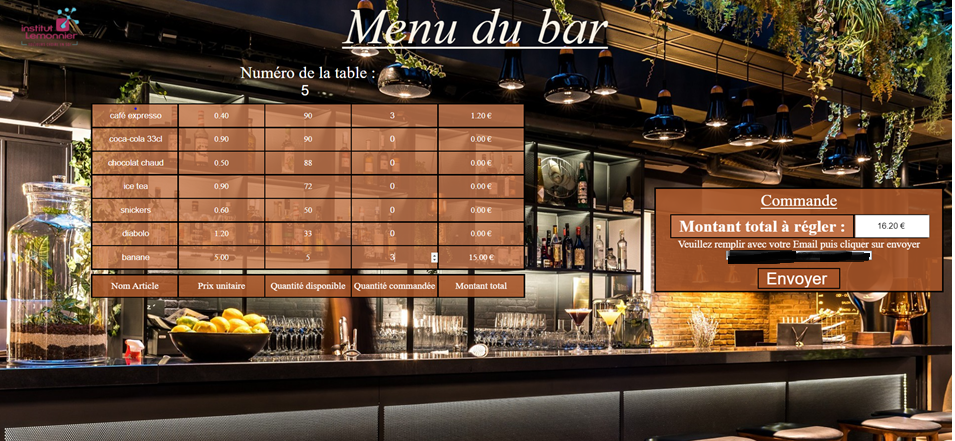 institut
Lemonnier
Menu du bar
Numéro de la table :
5
café expresso 0.40 90 3 1.20 €
coca-cola 33cl 0.90 90 0 0.00 €
chocolat chaud 0.50 88 0 0.00 €
ice tea 0.90 72 0 0.00 €
snickers 0.60 50 0 0.00 €
diabolo 1.20 33 0 0.00 €
banane 5.00 5 3 15.00 €
Nom Article Prix unitaire Quantité disponible Quantité commandée Montant total
Commande
Montant total à régler : 16.20 €
Veuillez remplir avec votre Email puis cliquer sur envoyer
Envoyer